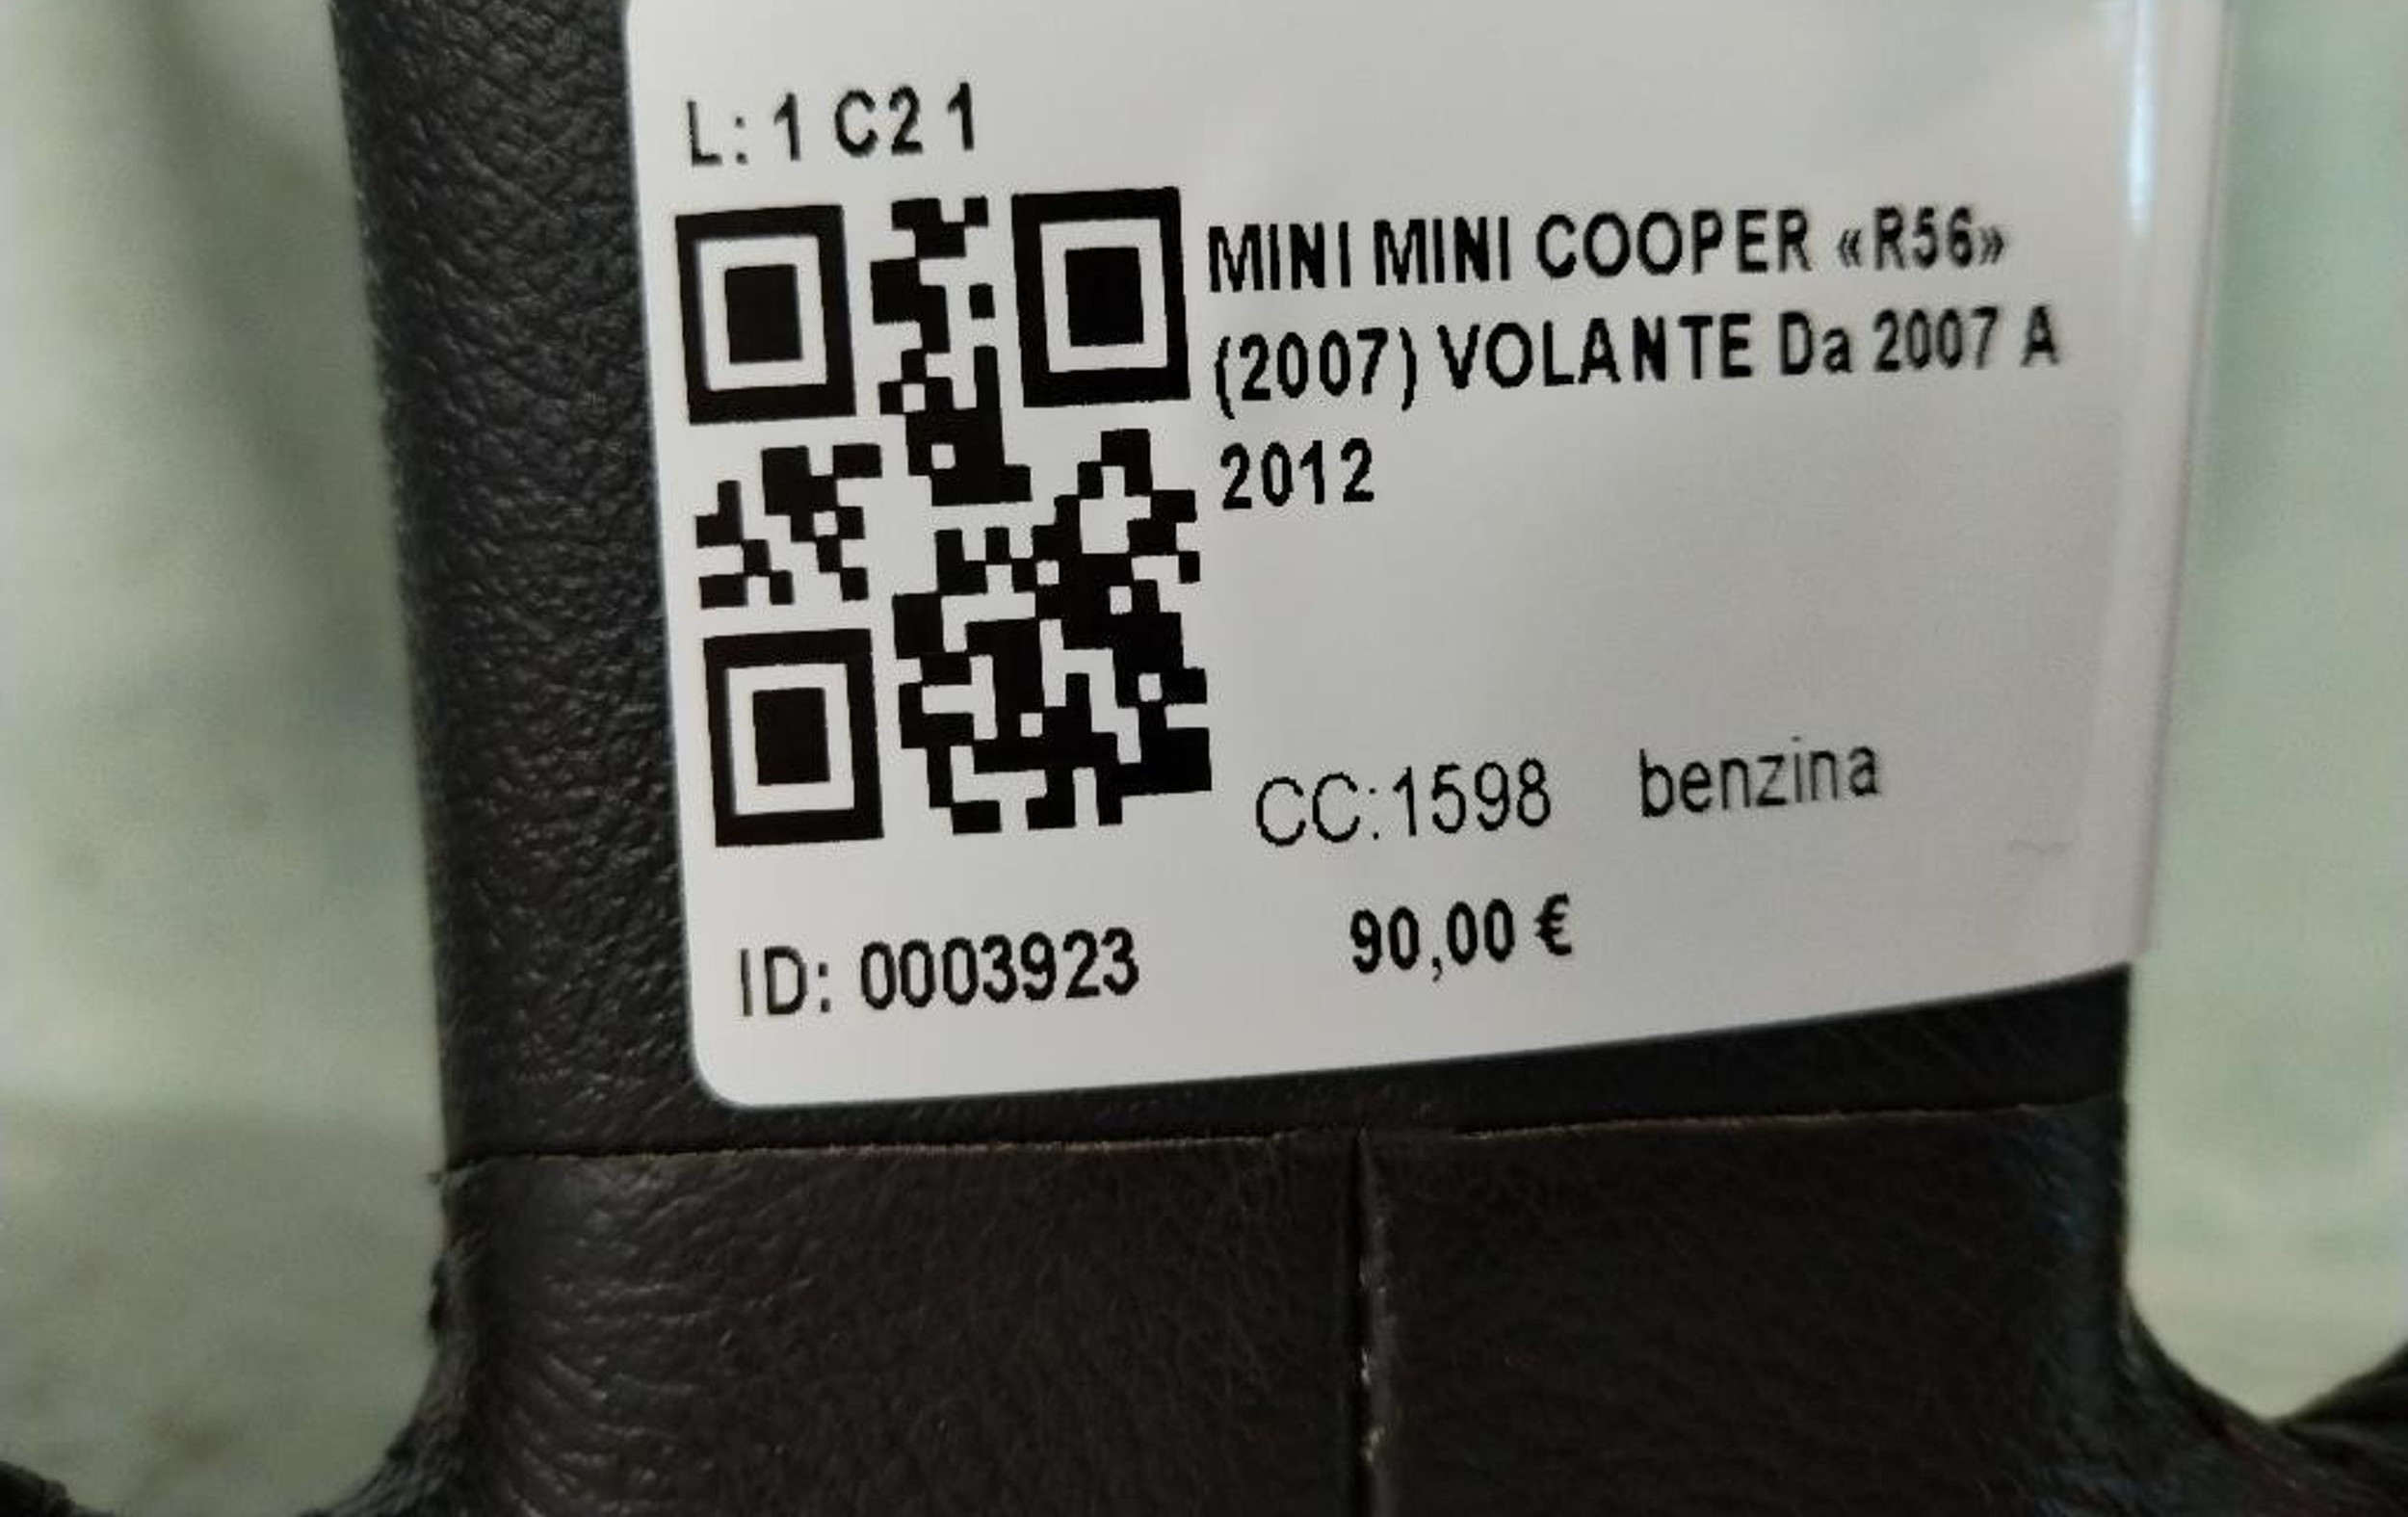 L: 1 C2 1
MINI MINI COOPER «R56»
(2007) VOLANTE Da 2007 A
2012
CC:1598 benzina
ID: 0003923 90,00 €